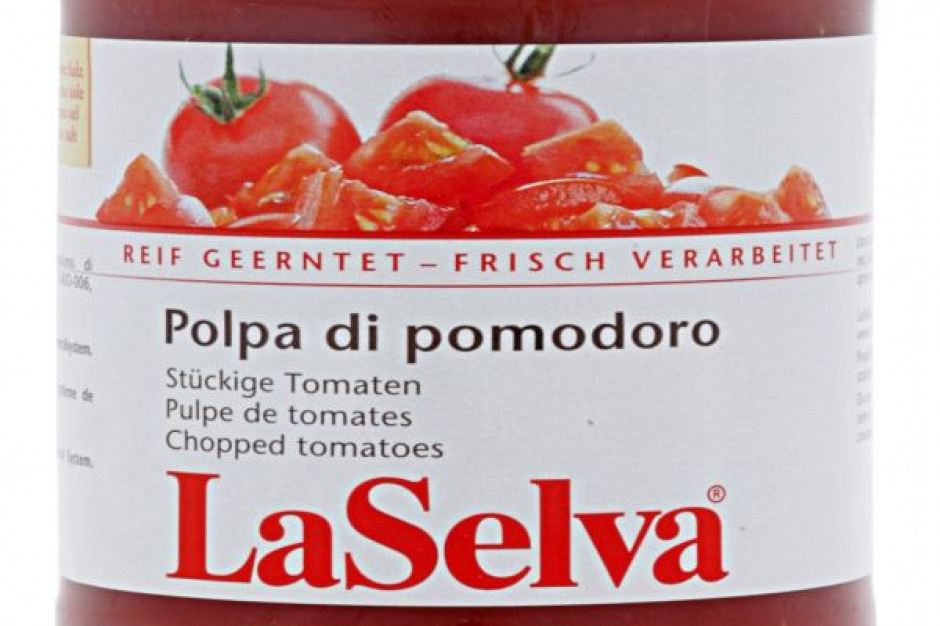 REIF GEERNTET – FRISCH VERARBEITET
Polpa di pomodoro
Stückige Tomaten
Pulpe de tomates
Chopped tomatoes
LaSelva®